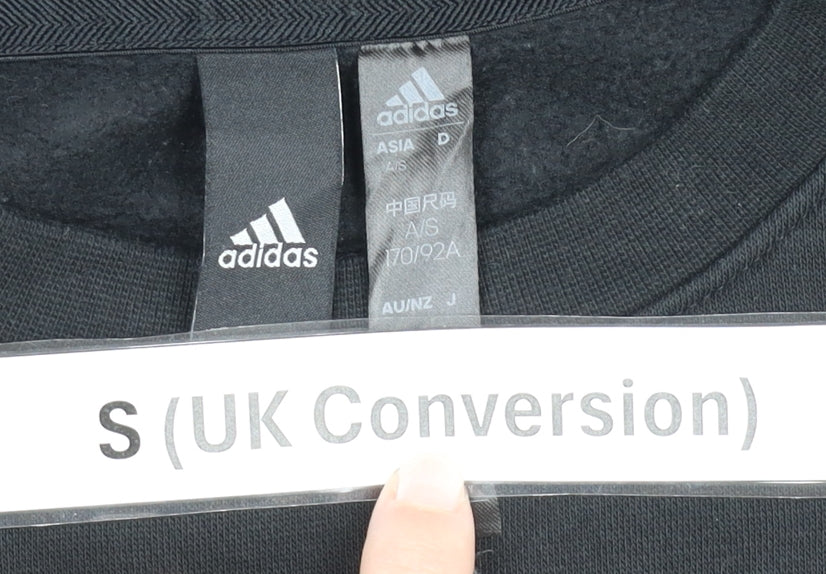 adidas
adidas
ASIA D
A/S
中国尺码
A/S
170/92A
AU/NZ J
S (UK Conversion)